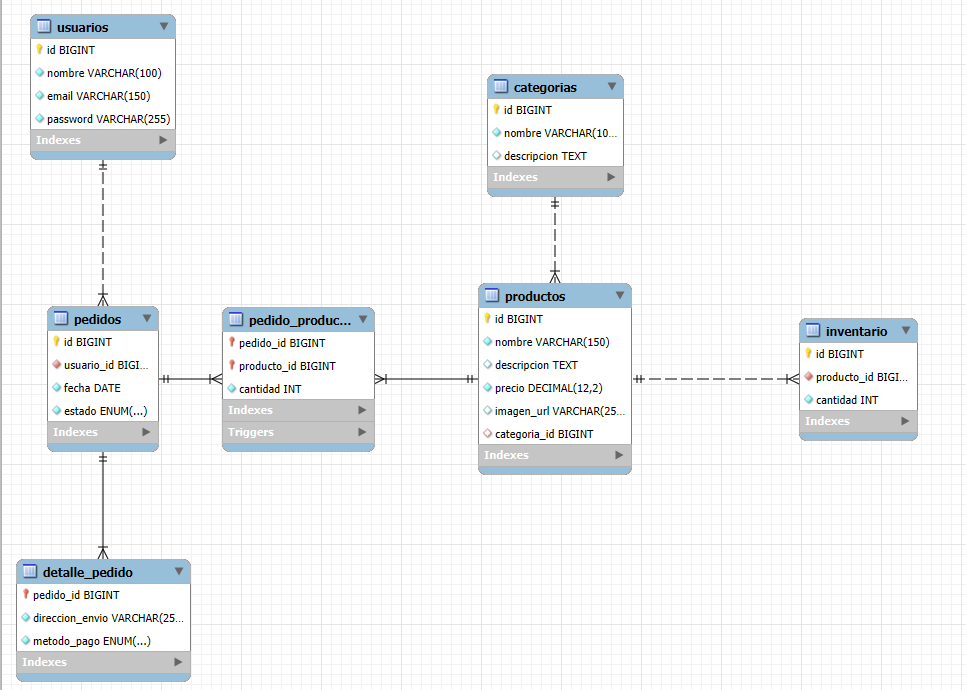 usuarios
id BIGINT
nombre VARCHAR(100)
email VARCHAR(150)
password VARCHAR(255)
Indexes
categorias
id BIGINT
nombre VARCHAR(10...
descripcion TEXT
Indexes
pedidos
id BIGINT
usuario_id BIGI...
fecha DATE
estado ENUM(...)
Indexes
pedido_produc...
pedido_id BIGINT
producto_id BIGINT
cantidad INT
Indexes
Triggers
productos
id BIGINT
nombre VARCHAR(150)
descripcion TEXT
precio DECIMAL(12,2)
imagen_url VARCHAR(25...
categoria_id BIGINT
Indexes
inventario
id BIGINT
producto_id BIGI...
cantidad INT
Indexes
detalle_pedido
pedido_id BIGINT
direccion_envio VARCHAR(25...
metodo_pago ENUM(...)
Indexes